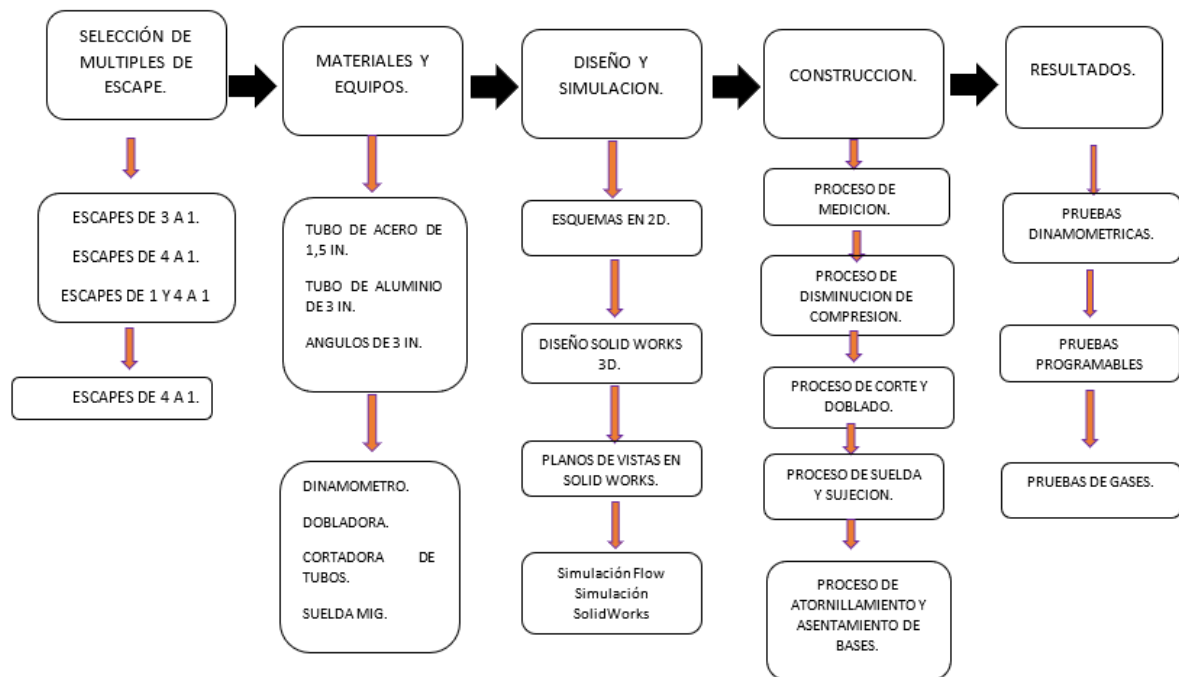 SELECCIÓN DE
MULTIPLES DE
ESCAPE.
ESCAPES DE 3 A 1.
ESCAPES DE 4 A 1.
ESCAPES DE 1 Y 4 A 1
ESCAPES DE 4 A 1.
MATERIALES Y
EQUIPOS.
TUBO DE ACERO DE
1,5 IN.
TUBO DE ALUMINIO
DE 3 IN.
ANGULOS DE 3 IN.
DINAMOMETRO.
DOBLADORA.
CORTADORA DE
TUBOS.
SUELDA MIG.
DISEÑO Y
SIMULACION.
ESQUEMAS EN 2D.
DISEÑO SOLID WORKS
3D.
PLANOS DE VISTAS EN
SOLID WORKS.
Simulación Flow
Simulación
SolidWorks
CONSTRUCCION.
PROCESO DE
MEDICION.
PROCESO DE
DISMINUCION DE
COMPRESION.
PROCESO DE CORTE Y
DOBLADO.
PROCESO DE SUELDA
Y SUJECION.
PROCESO DE
ATORNILLAMIENTO Y
ASENTAMIENTO DE
BASES.
RESULTADOS.
PRUEBAS
DINAMOMETRICAS.
PRUEBAS
PROGRAMABLES
PRUEBAS DE GASES.